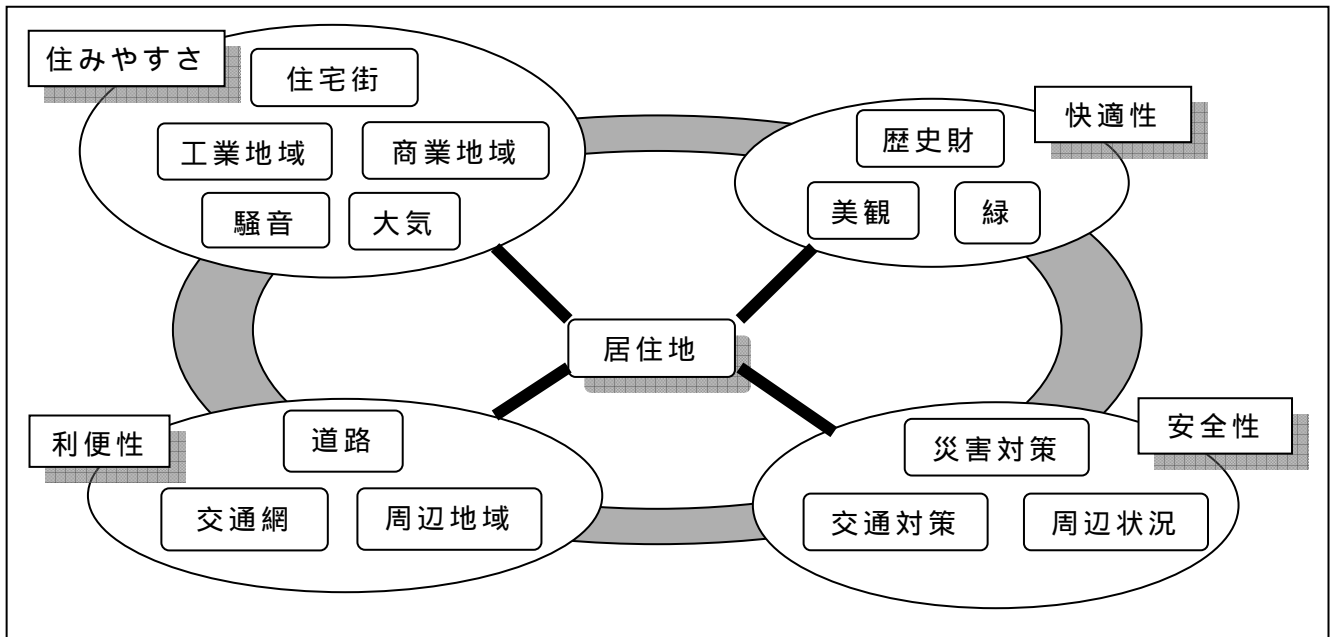 住みやすさ
住宅街
工業地域
商業地域
騒音
大気
快適性
歴史財
美観
緑
居住地
利便性
道路
交通網
周辺地域
安全性
災害対策
交通対策
周辺状況